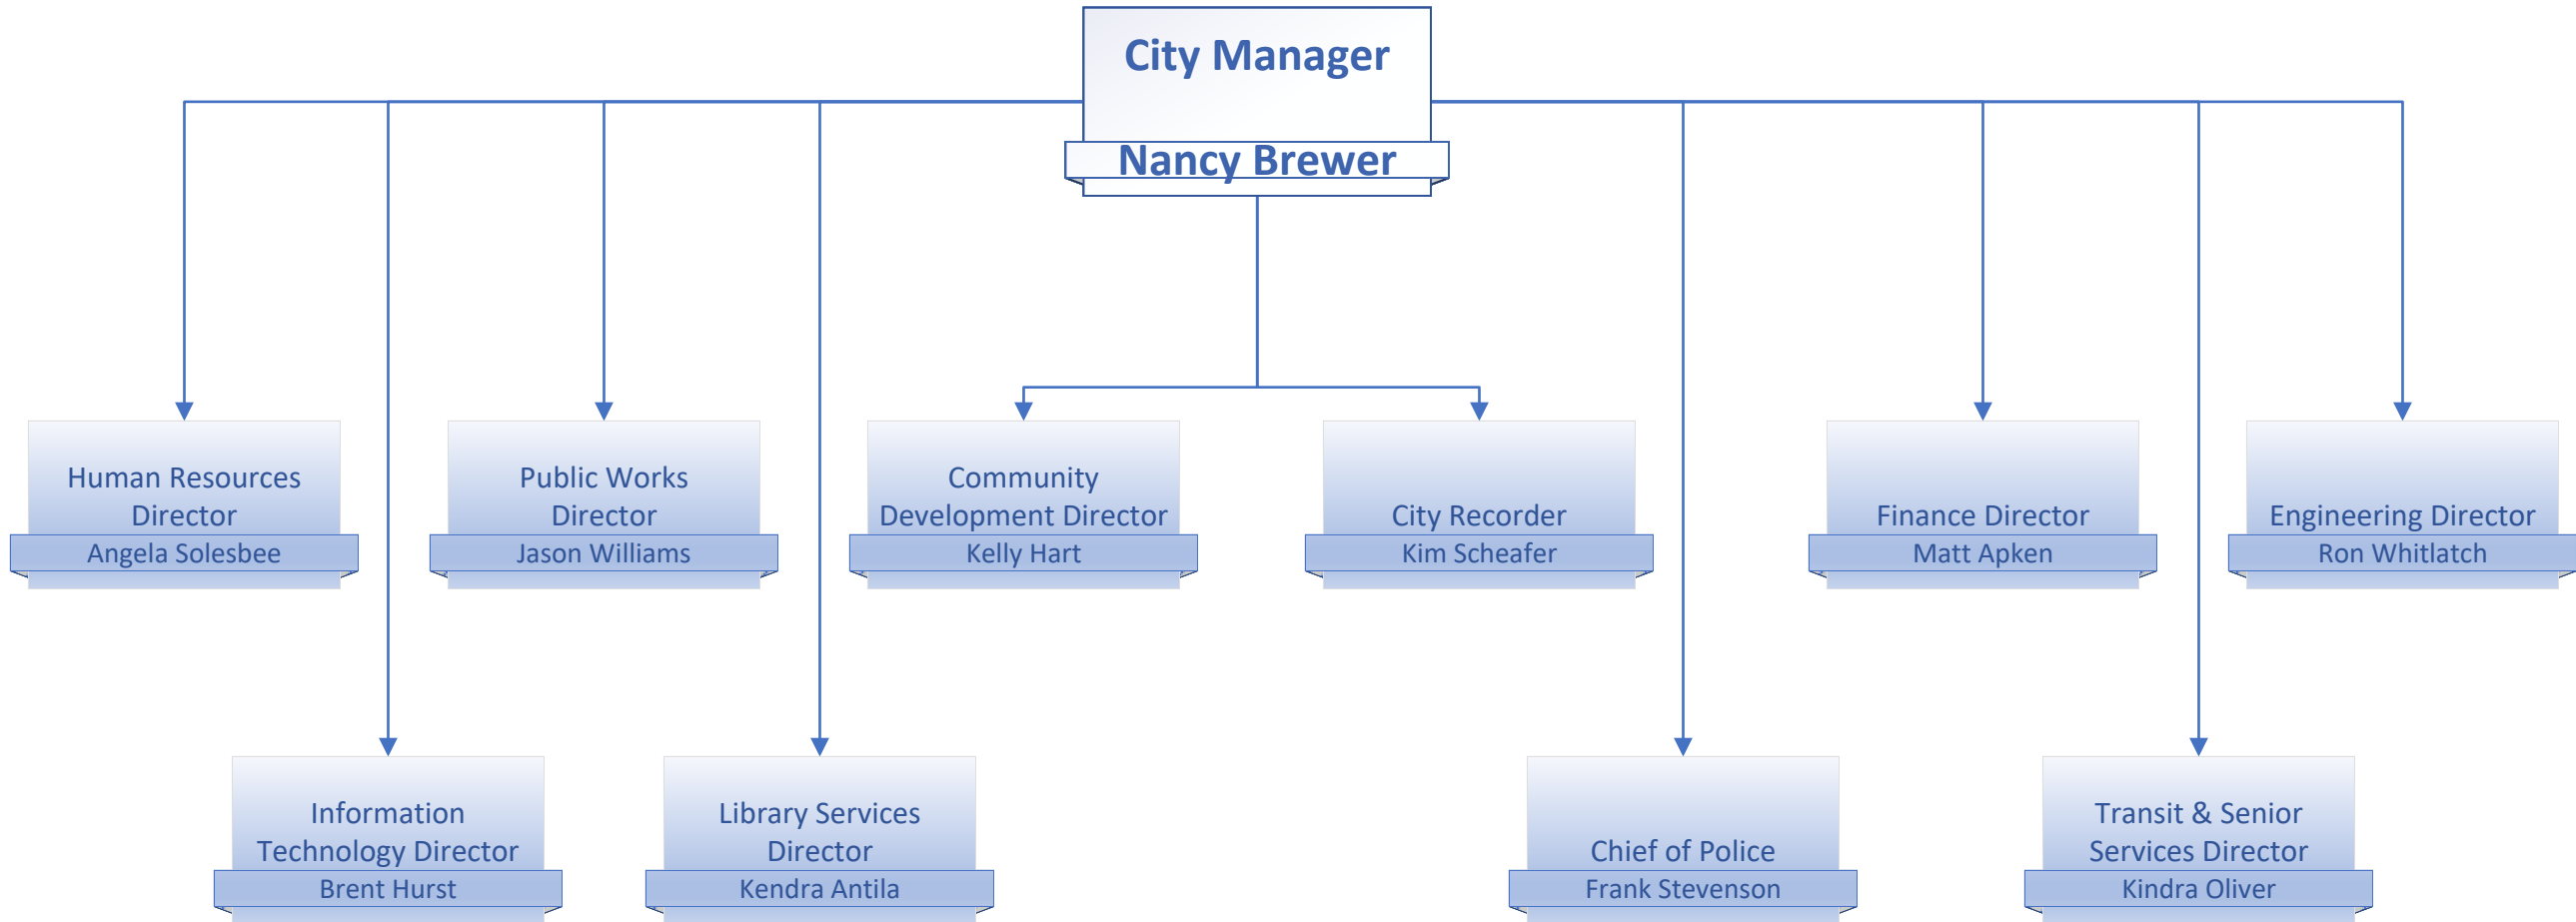 City Manager
Nancy Brewer
Human Resources
Director
Angela Solesbee
Public Works
Director
Jason Williams
Community
Development Director
Kelly Hart
City Recorder
Kim Scheafer
Finance Director
Matt Apken
Engineering Director
Ron Whitlatch
Information
Technology Director
Brent Hurst
Library Services
Director
Kendra Antila
Chief of Police
Frank Stevenson
Transit & Senior
Services Director
Kindra Oliver